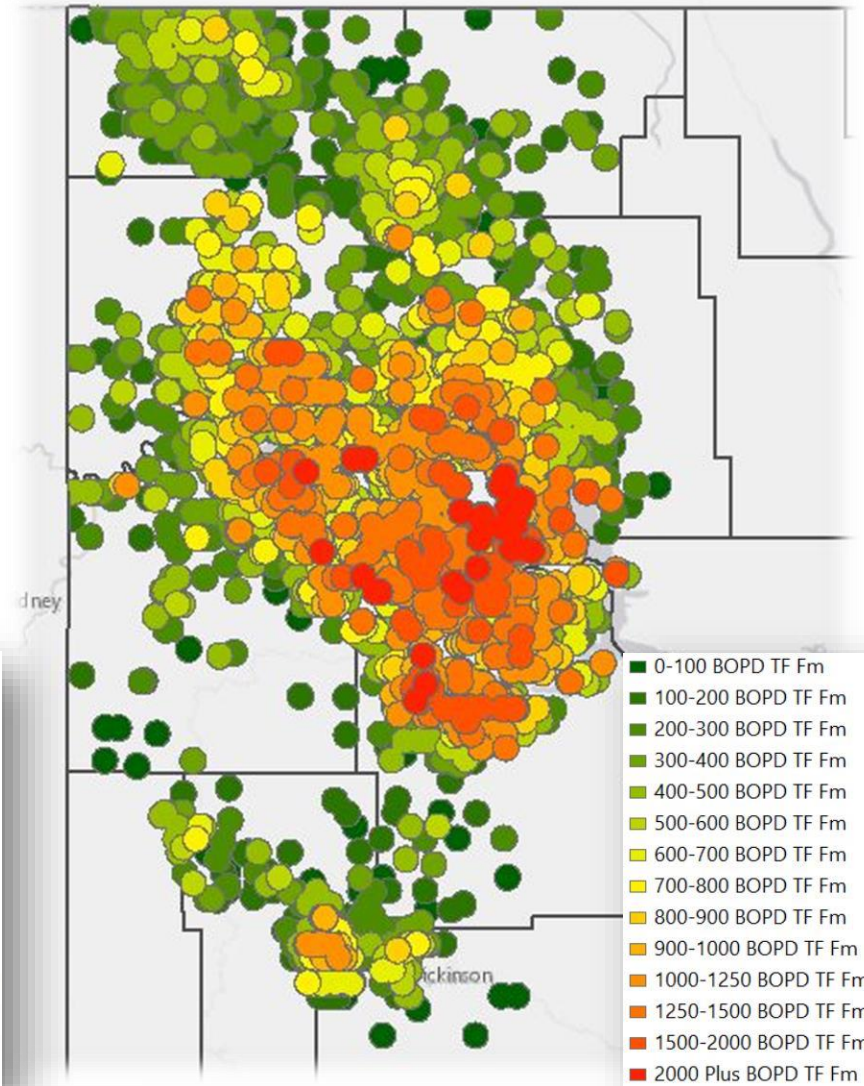 dney
ickinson
0-100 BOPD TF Fm
100-200 BOPD TF Fm
200-300 BOPD TF Fm
300-400 BOPD TF Fm
400-500 BOPD TF Fm
500-600 BOPD TF Fm
600-700 BOPD TF Fm
700-800 BOPD TF Fm
800-900 BOPD TF Fm
900-1000 BOPD TF Fm
1000-1250 BOPD TF Fm
1250-1500 BOPD TF Fm
1500-2000 BOPD TF Fm
2000 Plus BOPD TF Fm